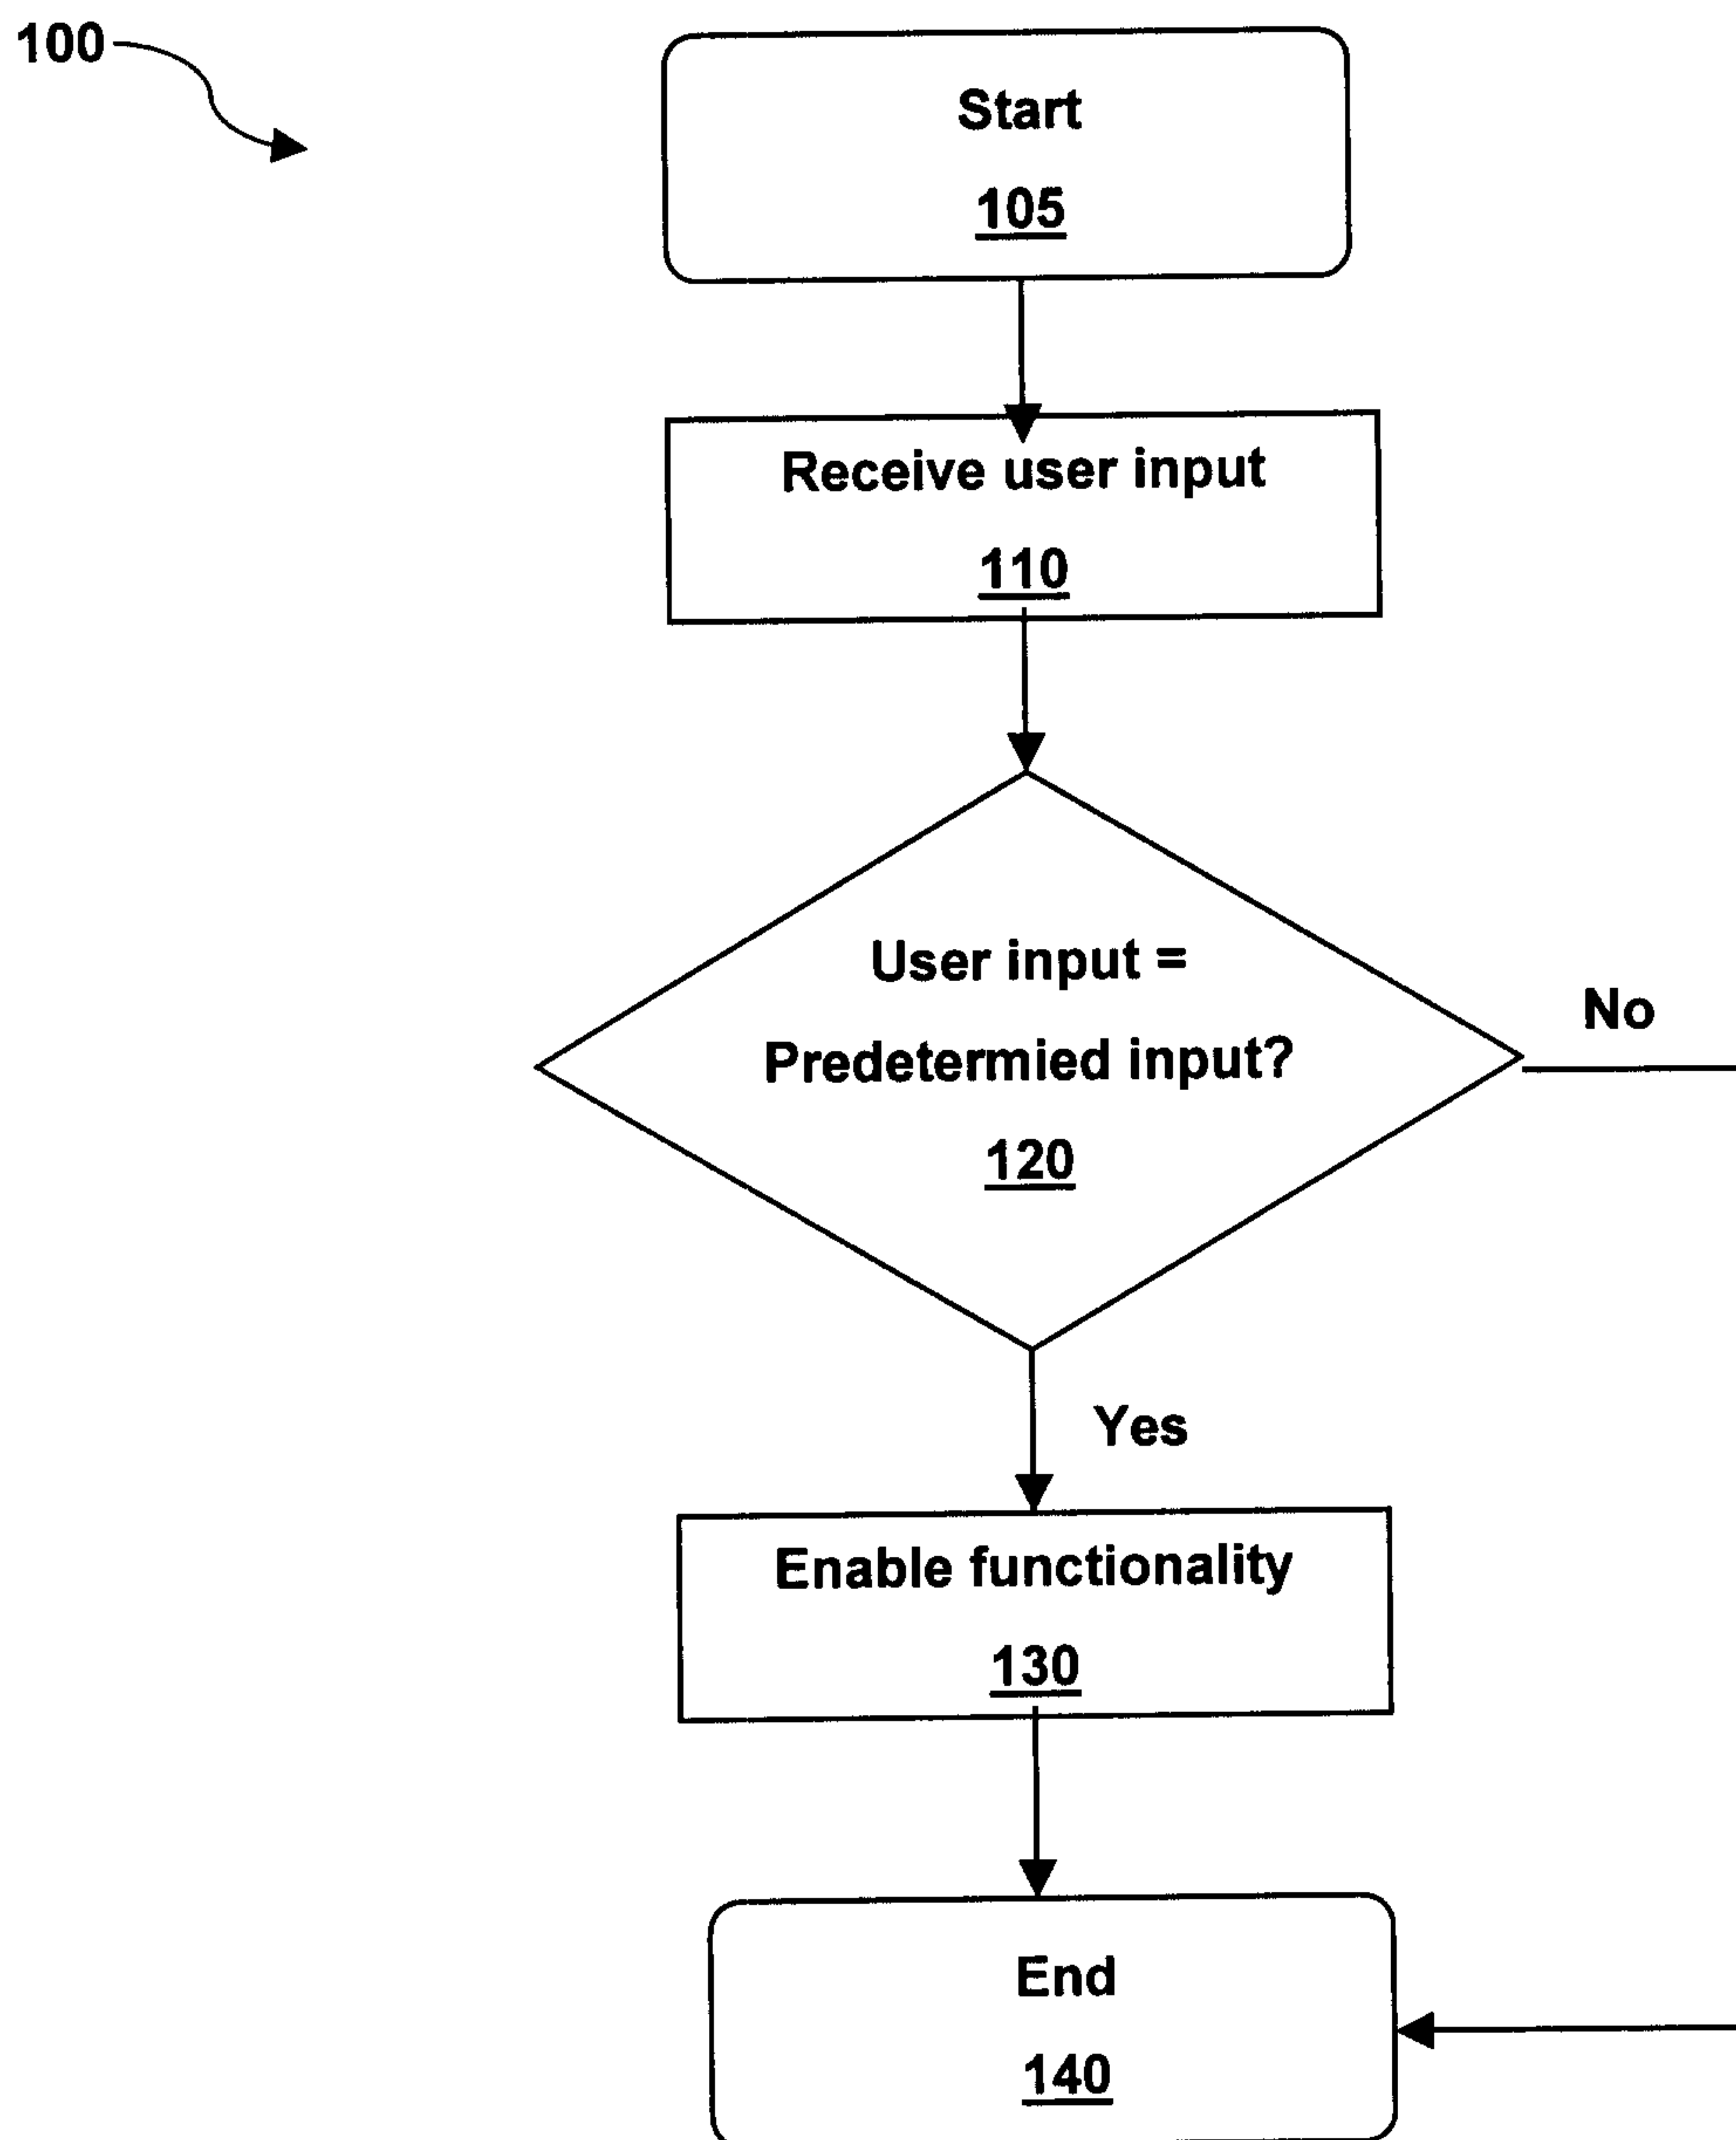 100
Start
105
Receive user input
110
User input =
Predetermied input?
120
No
Yes
Enable functionality
130
End
140